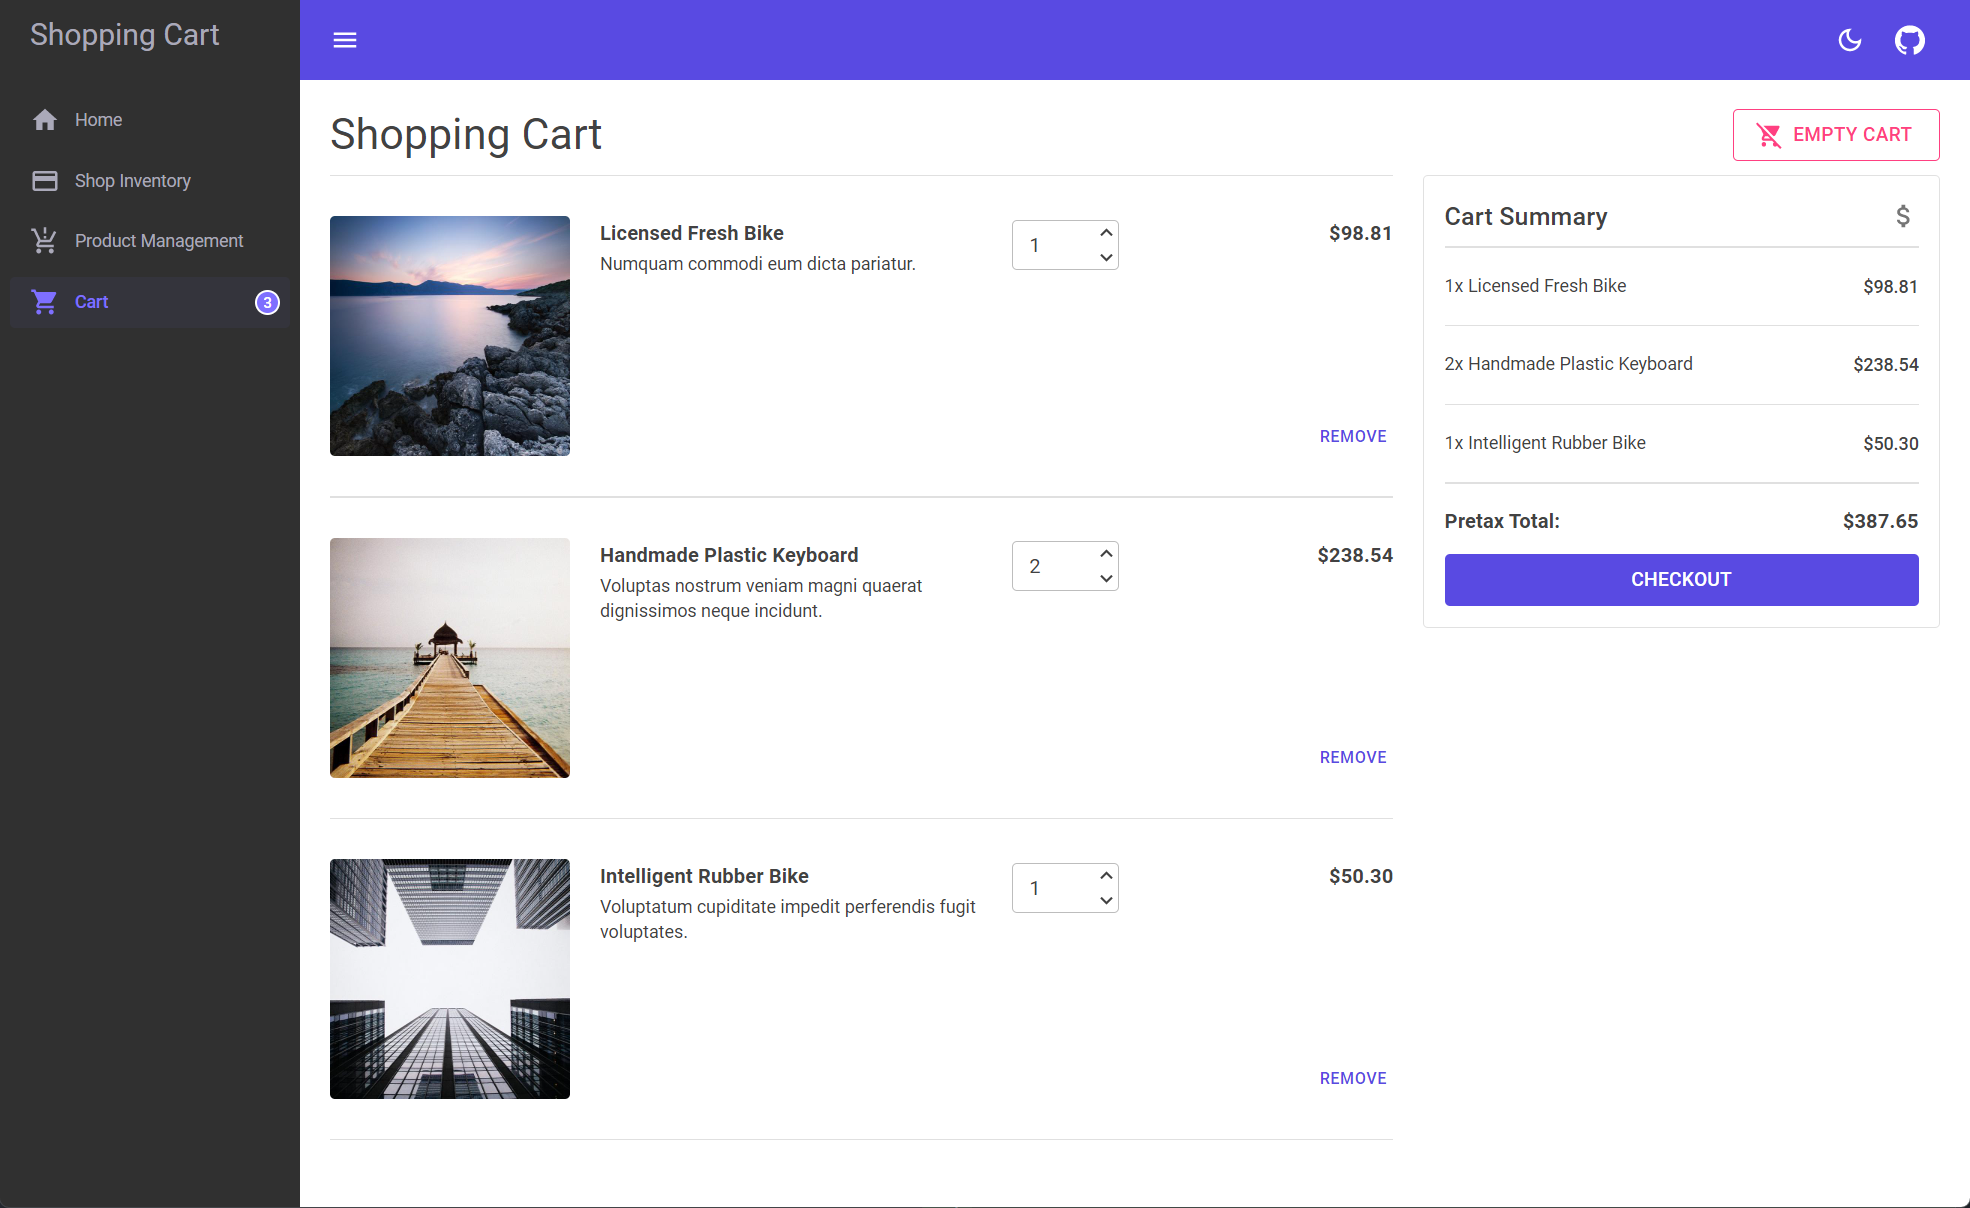 Shopping Cart
Home
Shop Inventory
Product Management
Cart
3
Shopping Cart
EMPTY CART
Licensed Fresh Bike
Numquam commodi eum dicta pariatur.
1
$98.81
REMOVE
Handmade Plastic Keyboard
Voluptas nostrum veniam magni quaerat
dignissimos neque incidunt.
2
$238.54
REMOVE
Intelligent Rubber Bike
Voluptatum cupiditate impedit perferendis fugit
voluptates.
1
$50.30
REMOVE
Cart Summary $
1x Licensed Fresh Bike $98.81
2x Handmade Plastic Keyboard $238.54
1x Intelligent Rubber Bike $50.30
Pretax Total: $387.65
CHECKOUT